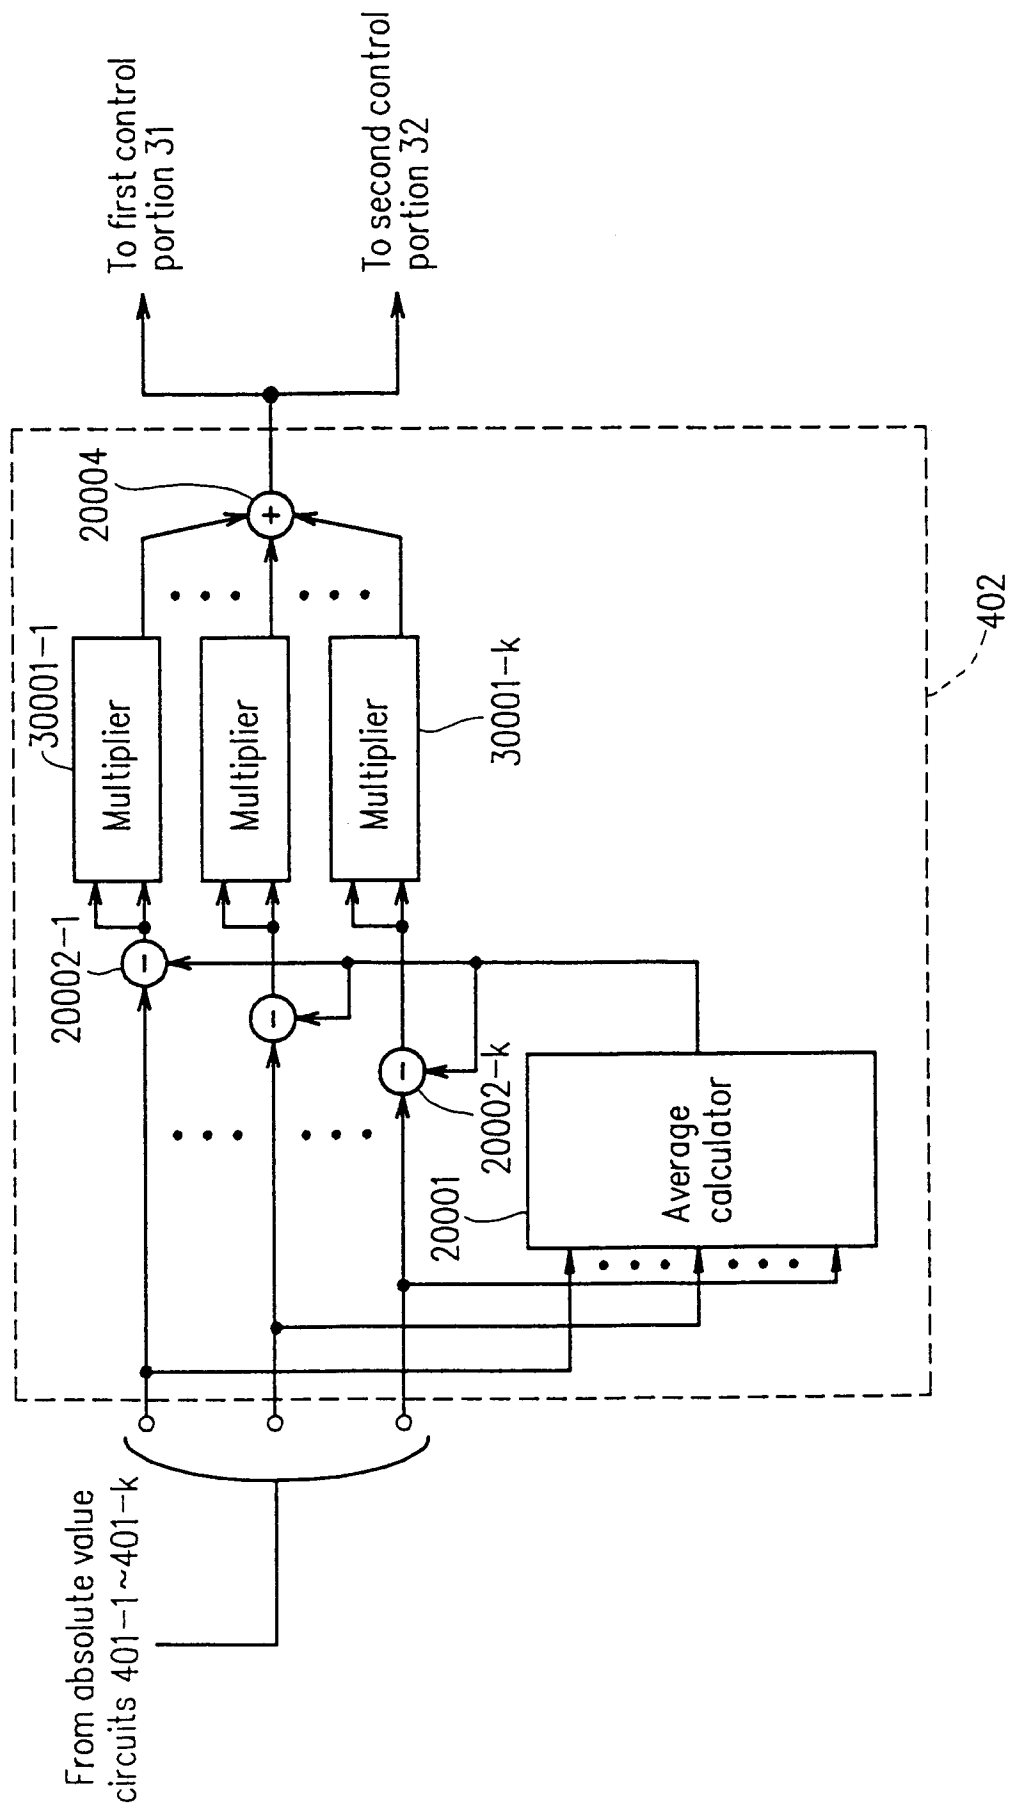 From absolute value
circuits 401-1~401-k
20001
Average
calculator
20002-1
20002-k
30001-1
Multiplier
Multiplier
Multiplier
30001-k
20004
402
To first control
portion 31
To second control
portion 32
−
−
−
+